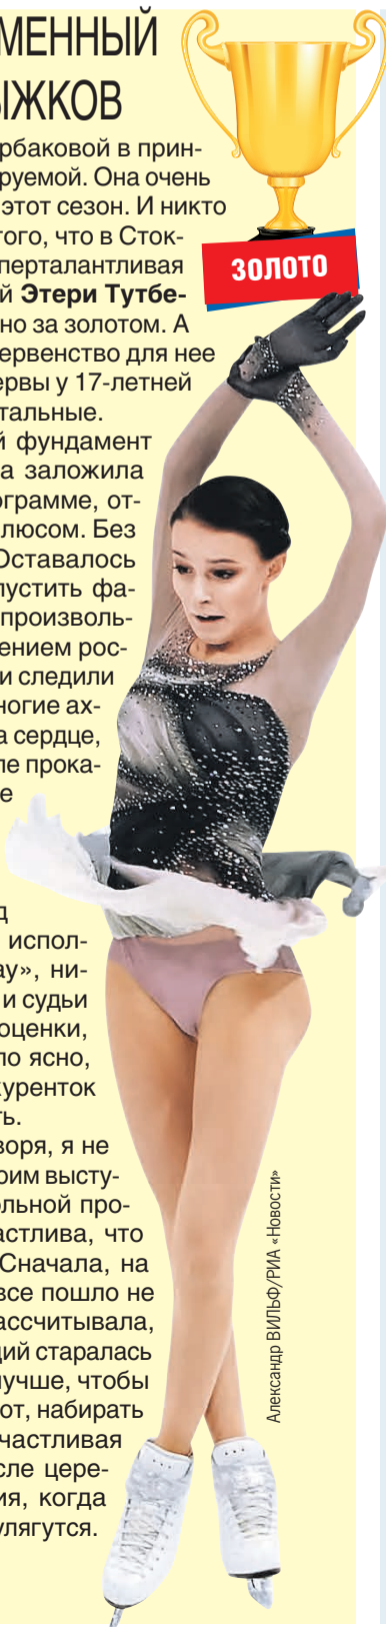 МЕННЫЙ
ЫЖКОВ
рбаковой в прин-
руемой. Она очень
этот сезон. И никто
того, что в Сток-
перталантливая
й Этери Тутбе-
но за золотом. А
ервенство для нее
ервы у 17-летней
тальные.
й фундамент
а заложила
ограмме, от-
люсом. Без
Оставалось
пустить фа-
произволь-
ением рос-
и следили
ногие ах-
а сердце,
ле прока-
е
д
испол-
ау», ни-
и судьи
оценки,
ло ясно,
куренток
ть.
воря, я не
оим высту-
ольной про-
астлива, что
Сначала, на
все пошло не
ассчитывала,
ций старалась
лучше, чтобы
от, набирать
частливая
сле цере-
ия, когда
улягутся.
ЗОЛОТО
Александр ВИЛЬФ/РИА «Новости»